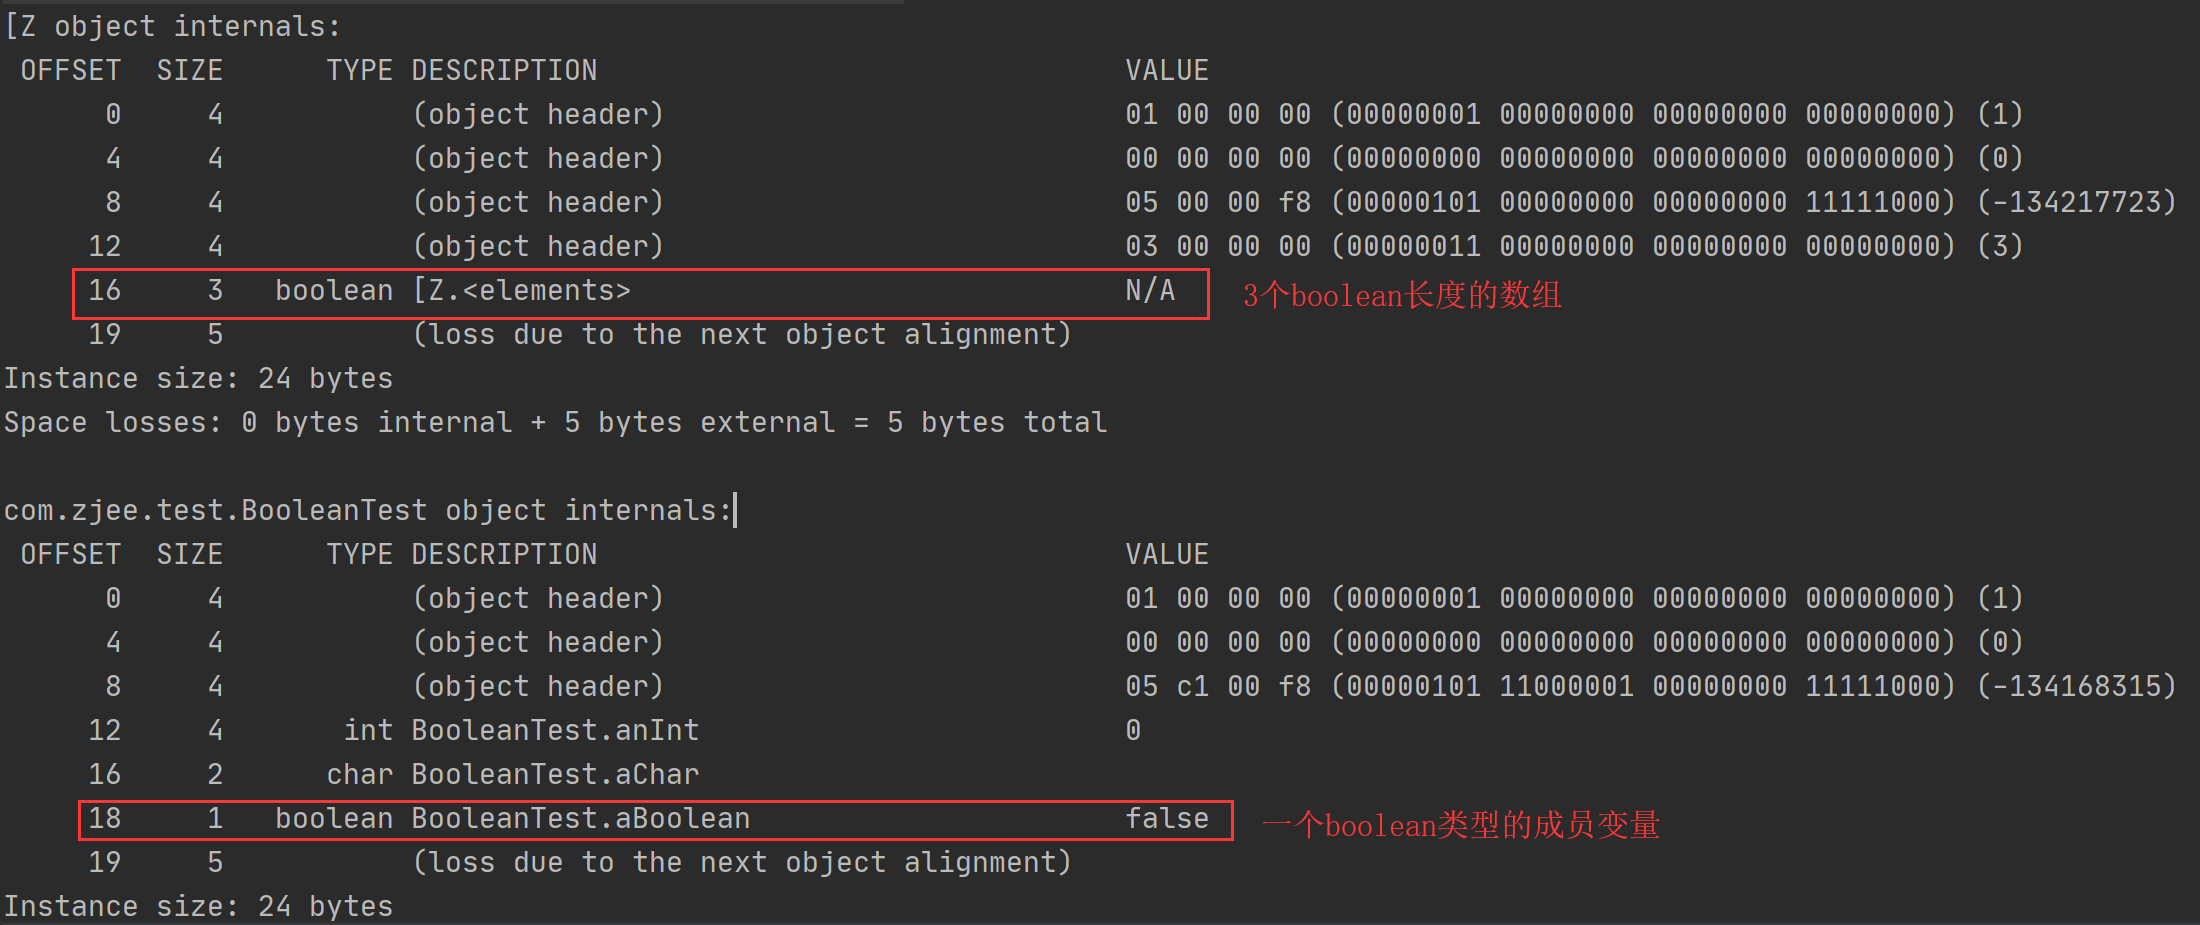 [Z object internals:
OFFSET  SIZE      TYPE DESCRIPTION                               VALUE
0     4           (object header)                           01 00 00 00 (00000001 00000000 00000000 00000000) (1)
4     4           (object header)                           00 00 00 00 (00000000 00000000 00000000 00000000) (0)
8     4           (object header)                           05 00 00 f8 (00000101 00000000 00000000 11111000) (-134217723)
12     4           (object header)                           03 00 00 00 (00000011 00000000 00000000 00000000) (3)
16     3   boolean [Z.<elements>                             N/A 3个boolean长度的数组
19     5           (loss due to the next object alignment)
Instance size: 24 bytes
Space losses: 0 bytes internal + 5 bytes external = 5 bytes total
com.zjee.test.BooleanTest object internals:
OFFSET  SIZE      TYPE DESCRIPTION                               VALUE
0     4           (object header)                           01 00 00 00 (00000001 00000000 00000000 00000000) (1)
4     4           (object header)                           00 00 00 00 (00000000 00000000 00000000 00000000) (0)
8     4           (object header)                           05 c1 00 f8 (00000101 11000001 00000000 11111000) (-134168315)
12     4       int BooleanTest.anInt                         0
16     2      char BooleanTest.aChar
18     1   boolean BooleanTest.aBoolean                      false 一个boolean类型的成员变量
19     5           (loss due to the next object alignment)
Instance size: 24 bytes